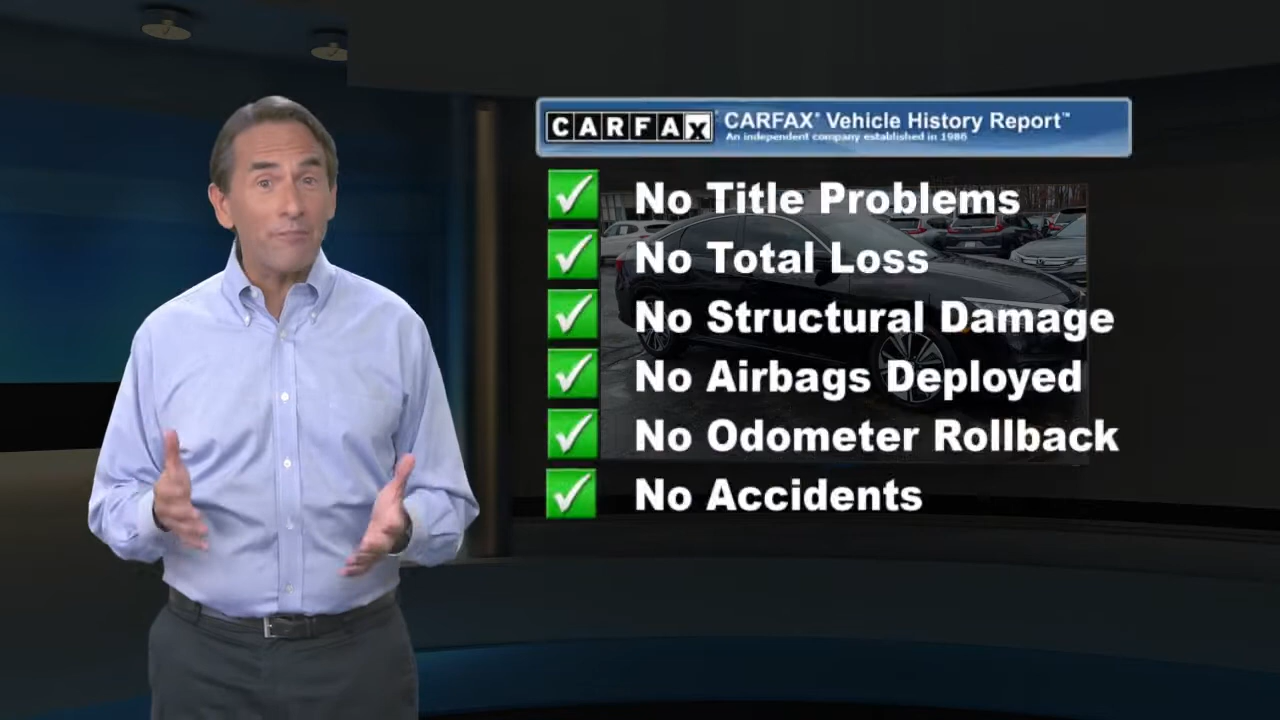 CARFAX
CARFAX® Vehicle History Report™
An independent company established in 1986
No Title Problems
No Total Loss
No Structural Damage
No Airbags Deployed
No Odometer Rollback
No Accidents